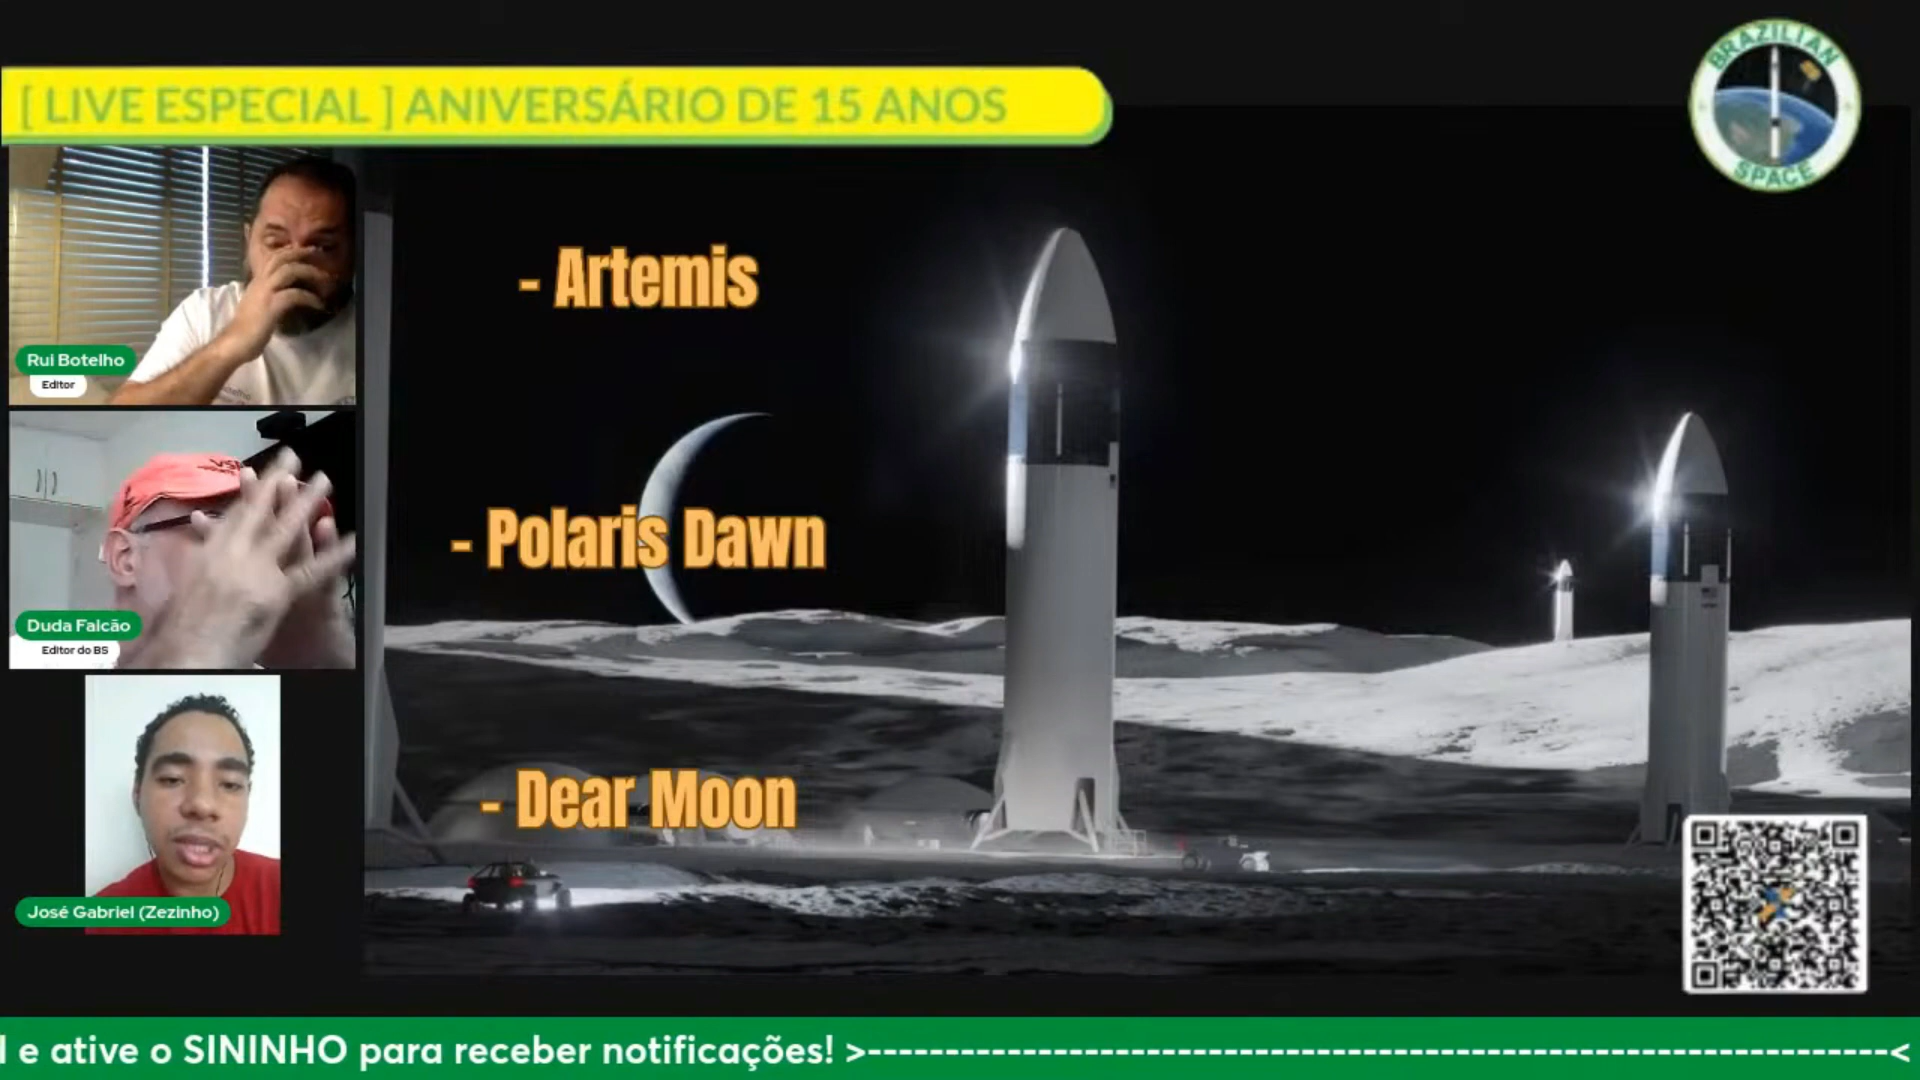 [ LIVE ESPECIAL ] ANIVERSÁRIO DE 15 ANOS
BRAZILIAN
SPACE
- Artemis
Rui Botelho
Editor
- Polaris Dawn
Duda Falcão
Editor do BS
- Dear Moon
José Gabriel (Zezinho)
e ative o SININHO para receber notificações! >------------------------------------------------------------------<